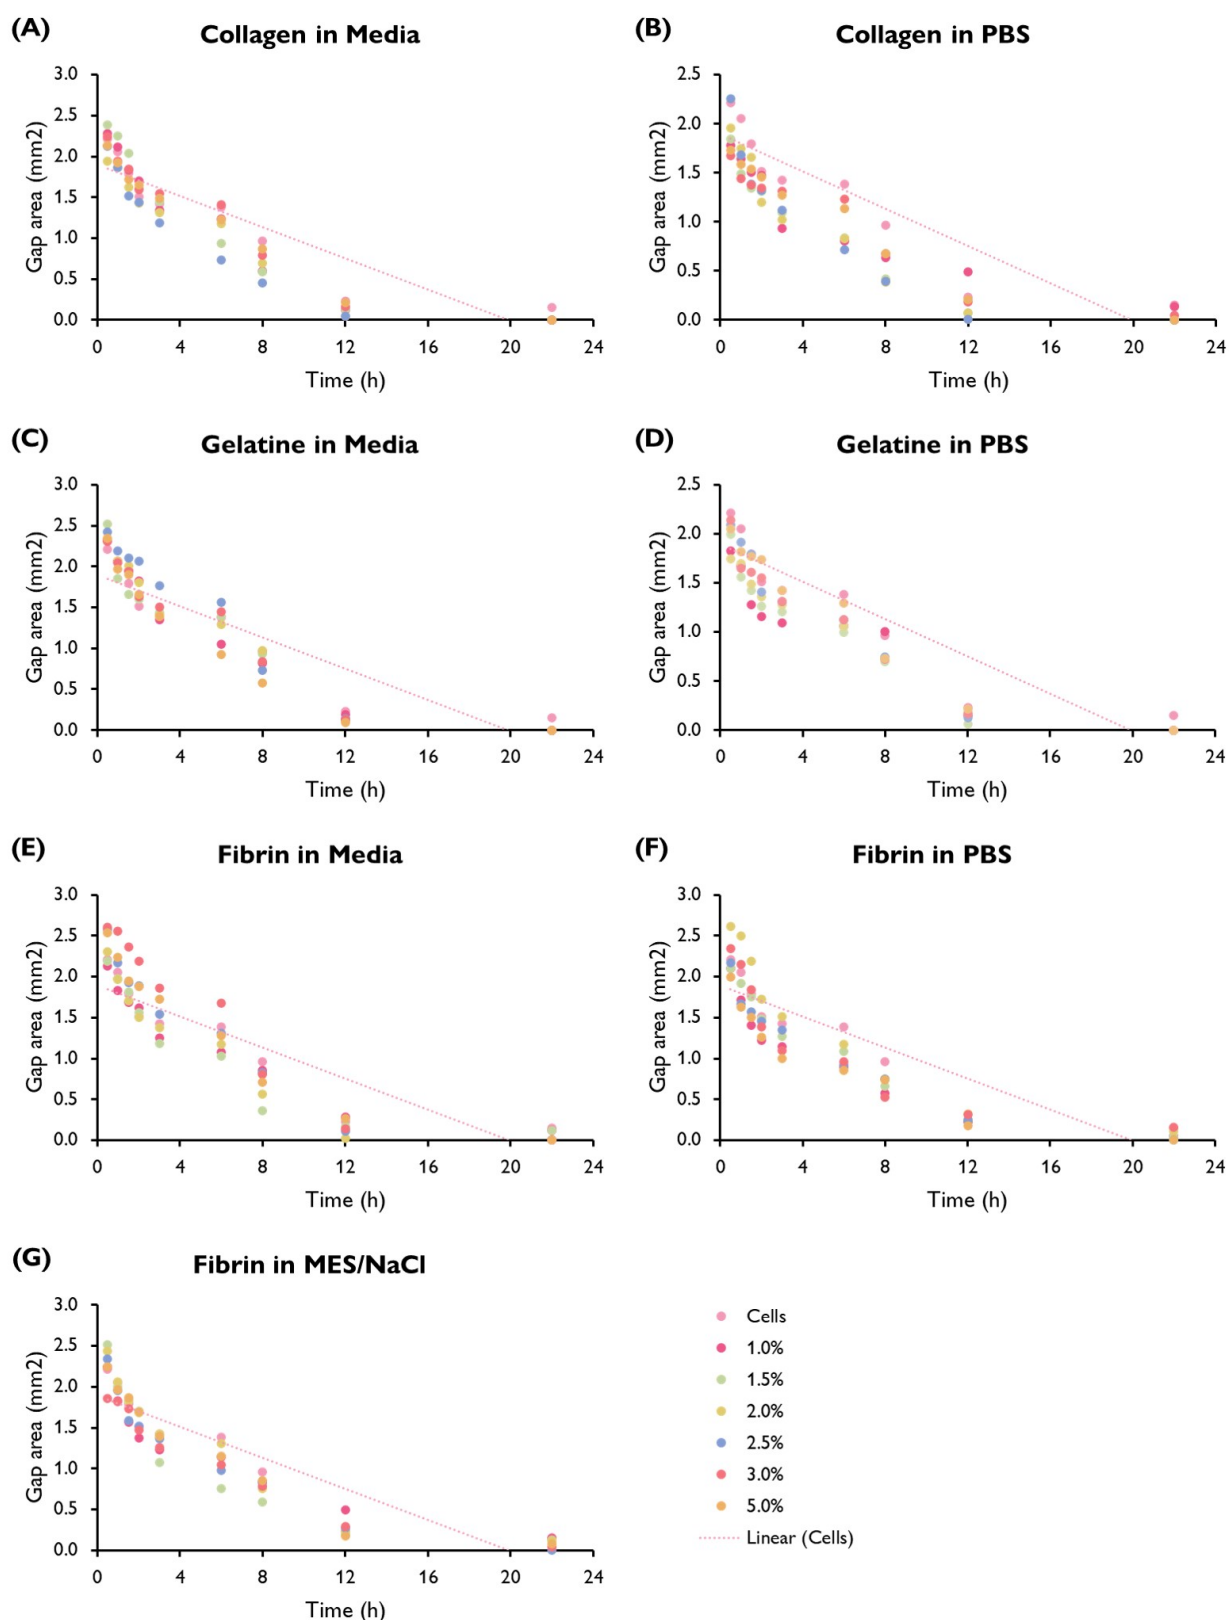 (A) Collagen in Media
3.0
2.5
2.0
1.5
1.0
0.5
0.0
Gap area (mm2)
0 4 8 12 16 20 24
Time (h)
(B) Collagen in PBS
2.5
2.0
1.5
1.0
0.5
0.0
Gap area (mm2)
0 4 8 12 16 20 24
Time (h)
(C) Gelatine in Media
3.0
2.5
2.0
1.5
1.0
0.5
0.0
Gap area (mm2)
0 4 8 12 16 20 24
Time (h)
(D) Gelatine in PBS
2.5
2.0
1.5
1.0
0.5
0.0
Gap area (mm2)
0 4 8 12 16 20 24
Time (h)
(E) Fibrin in Media
3.0
2.5
2.0
1.5
1.0
0.5
0.0
Gap area (mm2)
0 4 8 12 16 20 24
Time (h)
(F) Fibrin in PBS
3.0
2.5
2.0
1.5
1.0
0.5
0.0
Gap area (mm2)
0 4 8 12 16 20 24
Time (h)
(G) Fibrin in MES/NaCl
3.0
2.5
2.0
1.5
1.0
0.5
0.0
Gap area (mm2)
0 4 8 12 16 20 24
Time (h)
Cells
1.0%
1.5%
2.0%
2.5%
3.0%
5.0%
Linear (Cells)